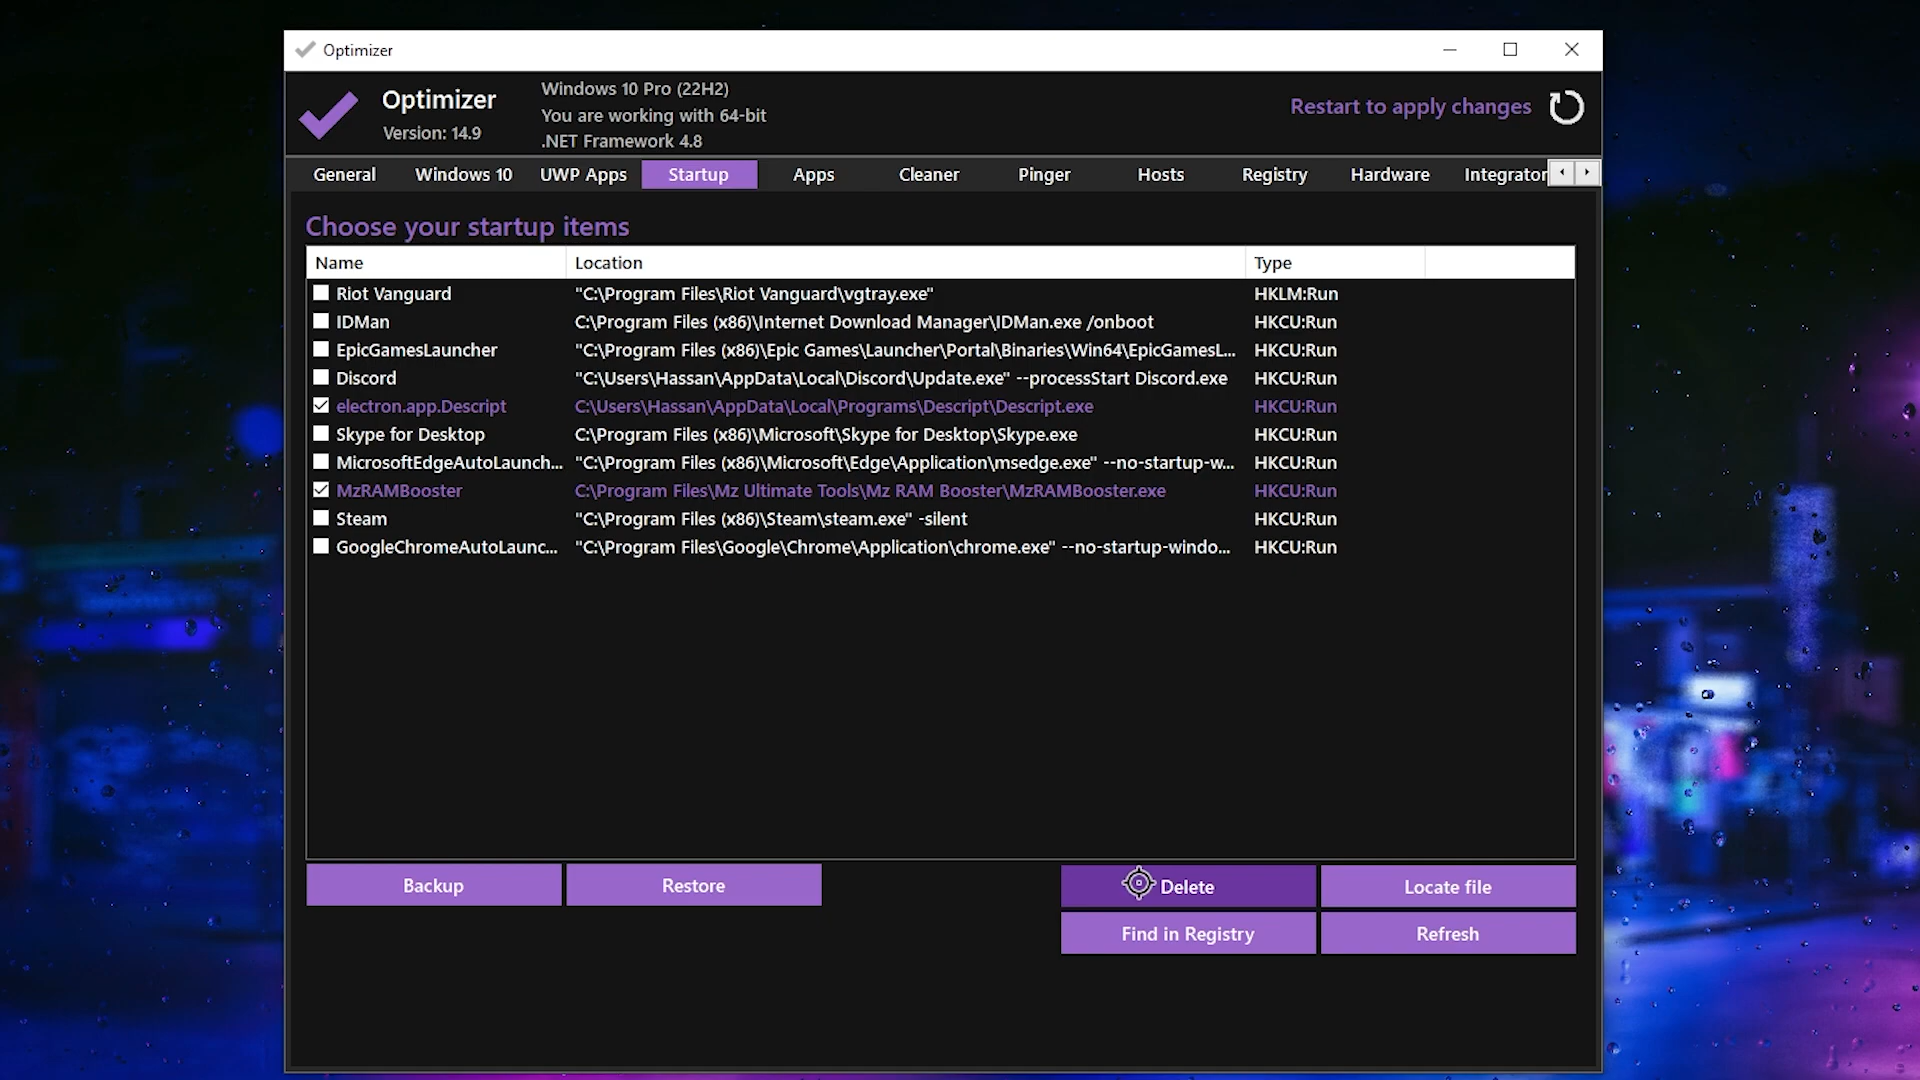 Optimizer
Optimizer
Version: 14.9
Windows 10 Pro (22H2)
You are working with 64-bit
.NET Framework 4.8
Restart to apply changes
General Windows 10 UWP Apps Startup Apps Cleaner Pinger Hosts Registry Hardware Integrator
Choose your startup items
Name Location Type
Riot Vanguard "C:\Program Files\Riot Vanguard\vgtray.exe" HKLM:Run
IDMan C:\Program Files (x86)\Internet Download Manager\IDMan.exe /onboot HKCU:Run
EpicGamesLauncher "C:\Program Files (x86)\Epic Games\Launcher\Portal\Binaries\Win64\EpicGamesL... HKCU:Run
Discord "C:\Users\Hassan\AppData\Local\Discord\Update.exe" --processStart Discord.exe HKCU:Run
electron.app.Descript C:\Users\Hassan\AppData\Local\Programs\Descript\Descript.exe HKCU:Run
Skype for Desktop C:\Program Files (x86)\Microsoft\Skype for Desktop\Skype.exe HKCU:Run
MicrosoftEdgeAutoLaunch... "C:\Program Files (x86)\Microsoft\Edge\Application\msedge.exe" --no-startup-w... HKCU:Run
MzRAMBooster C:\Program Files\Mz Ultimate Tools\Mz RAM Booster\MzRAMBooster.exe HKCU:Run
Steam "C:\Program Files (x86)\Steam\steam.exe" -silent HKCU:Run
GoogleChromeAutoLaunc... "C:\Program Files\Google\Chrome\Application\chrome.exe" --no-startup-windo... HKCU:Run
Backup Restore Delete Locate file
Find in Registry Refresh